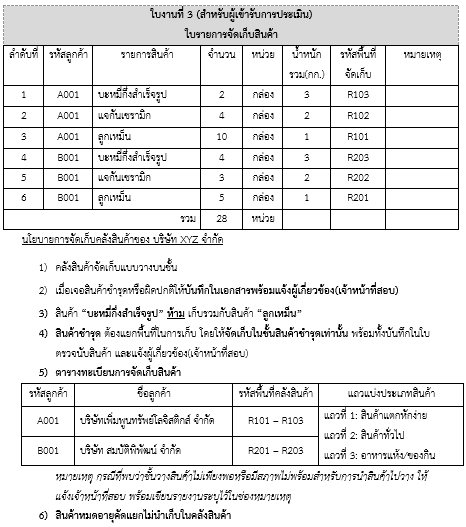 ใบงานที่ 3 (สำหรับผู้เข้ารับการประเมิน)
ใบรายการจัดเก็บสินค้า
ลำดับที่ รหัสลูกค้า รายการสินค้า จำนวน หน่วย น้ำหนักรวม(กก.) รหัสพื้นที่จัดเก็บ หมายเหตุ
1 A001 บะหมี่กึ่งสำเร็จรูป 2 กล่อง 3 R103
2 A001 แจกันเซรามิก 4 กล่อง 2 R102
3 A001 ลูกเหม็น 10 กล่อง 1 R101
4 B001 บะหมี่กึ่งสำเร็จรูป 4 กล่อง 3 R203
5 B001 แจกันเซรามิก 3 กล่อง 2 R202
6 B001 ลูกเหม็น 5 กล่อง 1 R201
รวม 28 หน่วย
นโยบายการจัดเก็บคลังสินค้าของ บริษัท XYZ จำกัด
1) คลังสินค้าจัดเก็บแบบวางบนชั้น
2) เมื่อเจอสินค้าชำรุดหรือผิดปกติให้บันทึกในเอกสารพร้อมแจ้งผู้เกี่ยวข้อง(เจ้าหน้าที่สอบ)
3) สินค้า “บะหมี่กึ่งสำเร็จรูป” ห้าม เก็บรวมกับสินค้า “ลูกเหม็น”
4) สินค้าชำรุด ต้องแยกพื้นที่ในการเก็บ โดยให้จัดเก็บในชั้นสินค้าชำรุดเท่านั้น พร้อมทั้งบันทึกในใบ
ตรวจนับสินค้า และแจ้งผู้เกี่ยวข้อง(เจ้าหน้าที่สอบ)
5) ตารางทะเบียนการจัดเก็บสินค้า
รหัสลูกค้า ชื่อลูกค้า รหัสพื้นที่คลังสินค้า แถวแบ่งประเภทสินค้า
A001 บริษัทเพิ่มพูนทรัพย์โลจิสติกส์ จำกัด R101 – R103
B001 บริษัท สมบัติพิพัฒน์ จำกัด R201 – R203
แถวที่ 1: สินค้าแตกหักง่าย
แถวที่ 2: สินค้าทั่วไป
แถวที่ 3: อาหารแห้ง/ของกิน
หมายเหตุ กรณีที่พบว่าชั้นวางสินค้าไม่เพียงพอหรือมีสภาพไม่พร้อมสำหรับการนำสินค้าไปวาง ให้
แจ้งเจ้าหน้าที่สอบ พร้อมเขียนรายงานระบุไว้ในช่องหมายเหตุ
6) สินค้าหมดอายุคัดแยกไม่นำเก็บในคลังสินค้า